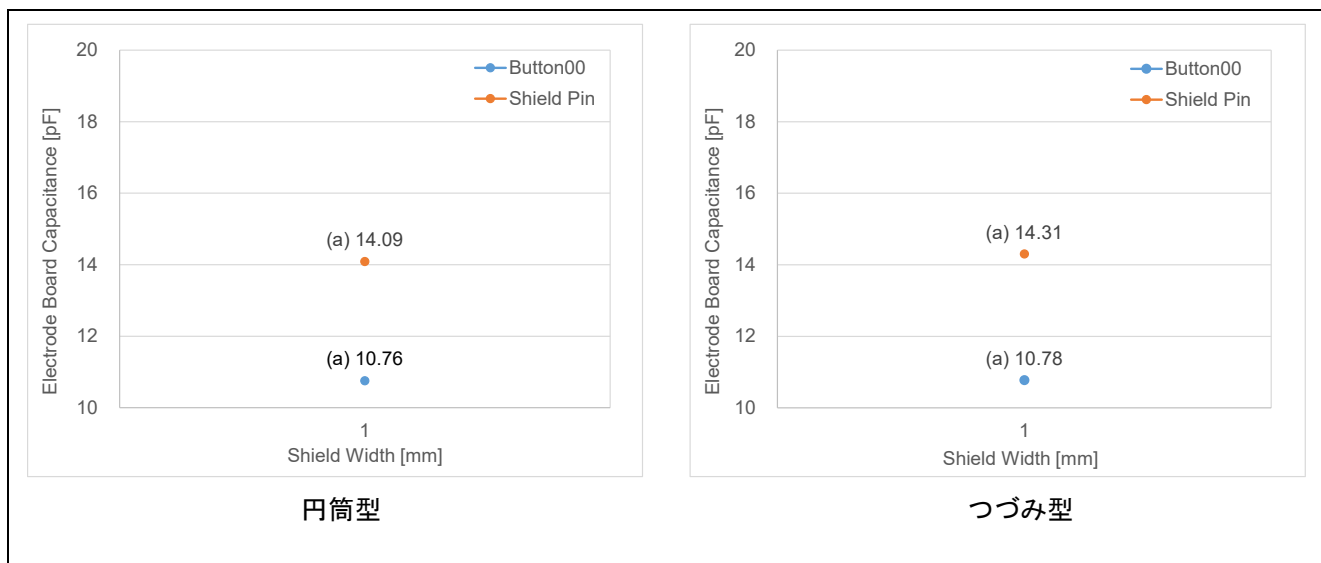 20
18
16
14
12
10
Electrode Board Capacitance [pF]
Button00
Shield Pin
(a) 14.09
(a) 10.76
1
Shield Width [mm]
円筒型
20
18
16
14
12
10
Electrode Board Capacitance [pF]
Button00
Shield Pin
(a) 14.31
(a) 10.78
1
Shield Width [mm]
つづみ型